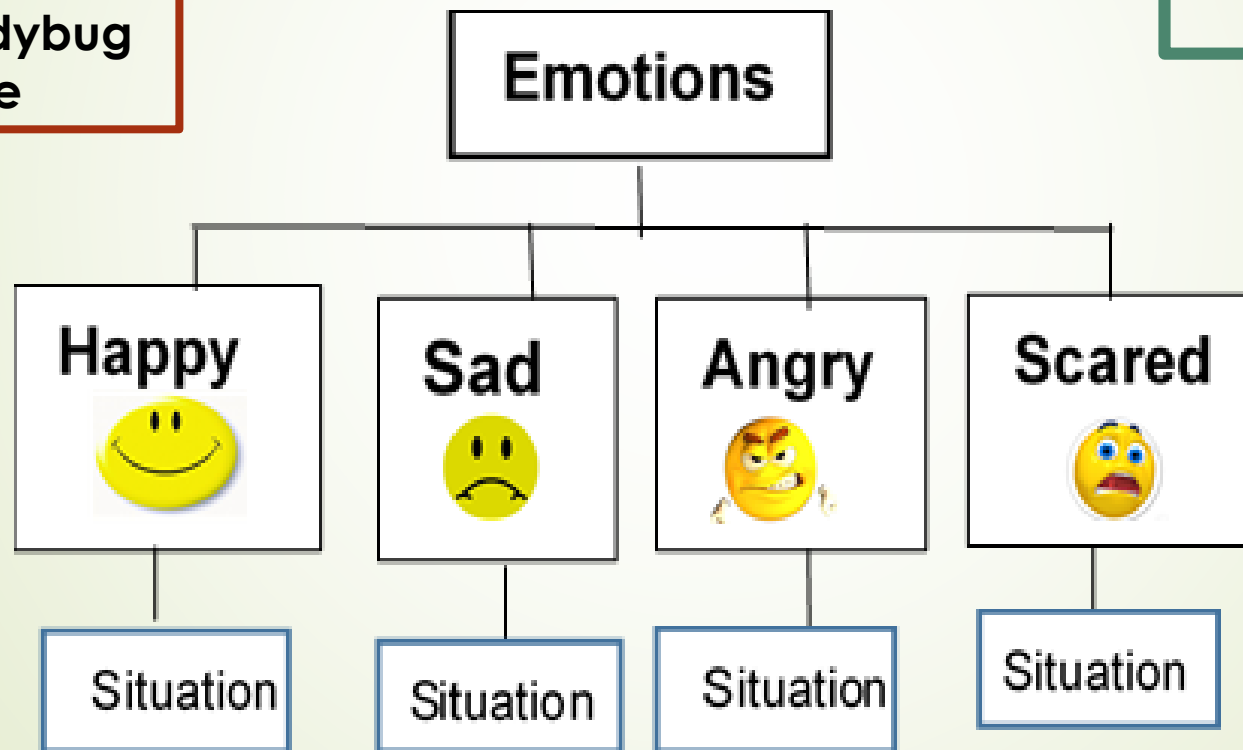 dybug
e
Emotions
Happy
Sad
Angry
Scared
Situation
Situation
Situation
Situation